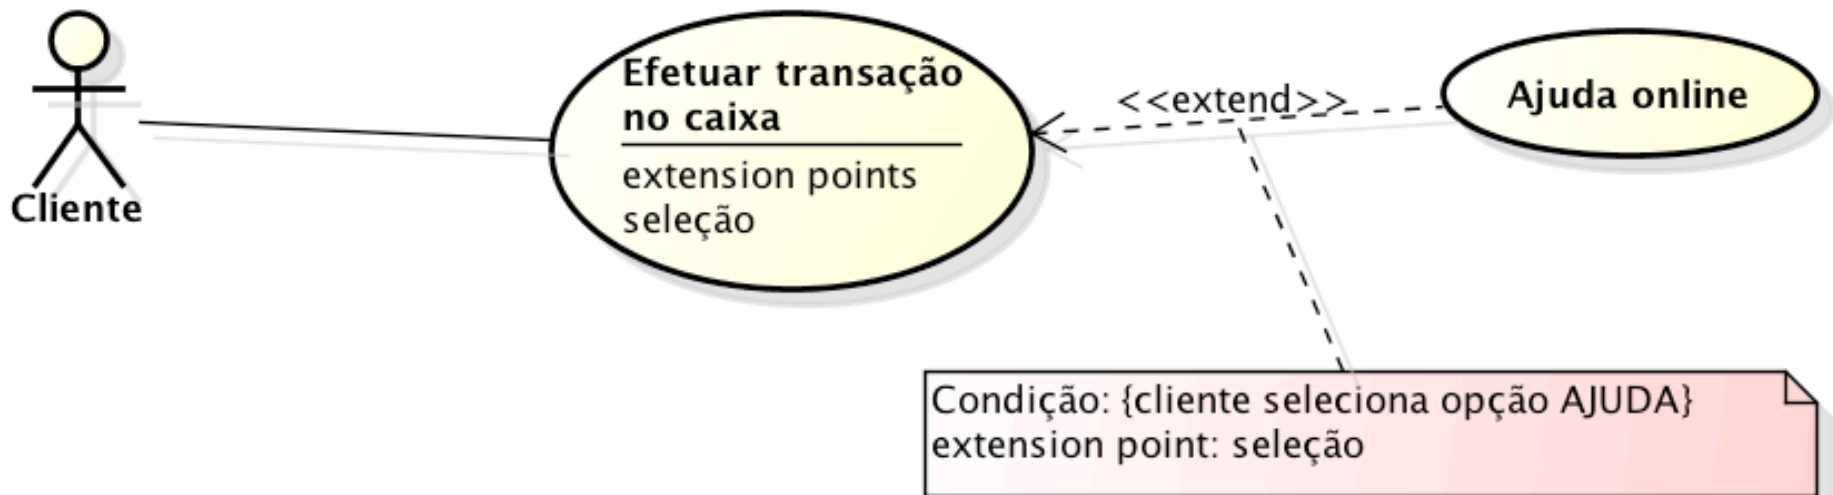 Cliente
Efetuar transação
no caixa
extension points
seleção
<<extend>>
Ajuda online
Condição: {cliente seleciona opção AJUDA}
extension point: seleção